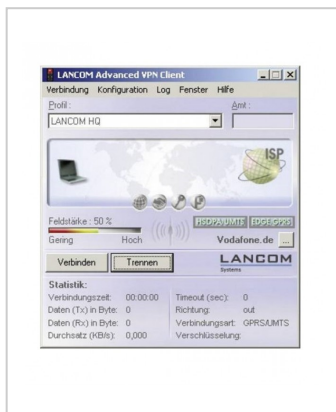 LANCOM Advanced VPN Client
Verbindung Konfiguration Log Fenster Hilfe
Profil : Amt :
LANCOM HQ
ISP
Feldstärke : 50 % HSDPA/UMTS EDGE/GPRS
Gering Hoch Vodafone.de ...
Verbinden Trennen LANCOM
Systems
Statistik:
Verbindungszeit: 00:00:00 Timeout (sec): 0
Daten (Tx) in Byte: 0 Richtung: out
Daten (Rx) in Byte: 0 Verbindungsart: GPRS/UMTS
Durchsatz (KB/s): 0,000 Verschlüsselung: